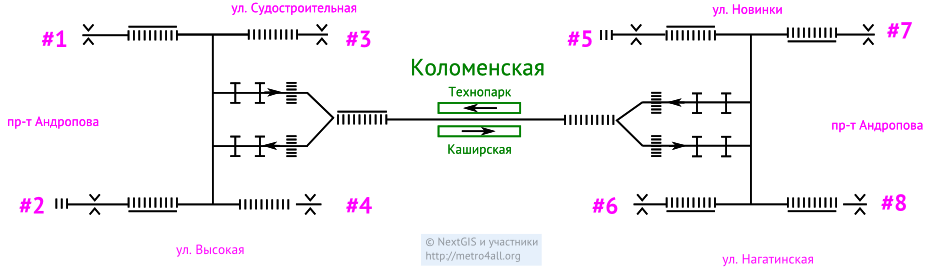 ул. Судостроительная
ул. Новинки
#1
#3
#5
#7
Коломенская
Технопарк
пр-т Андропова
пр-т Андропова
Каширская
#2
#4
#6
#8
ул. Высокая
© NextGIS и участники
http://metro4all.org
ул. Нагатинская